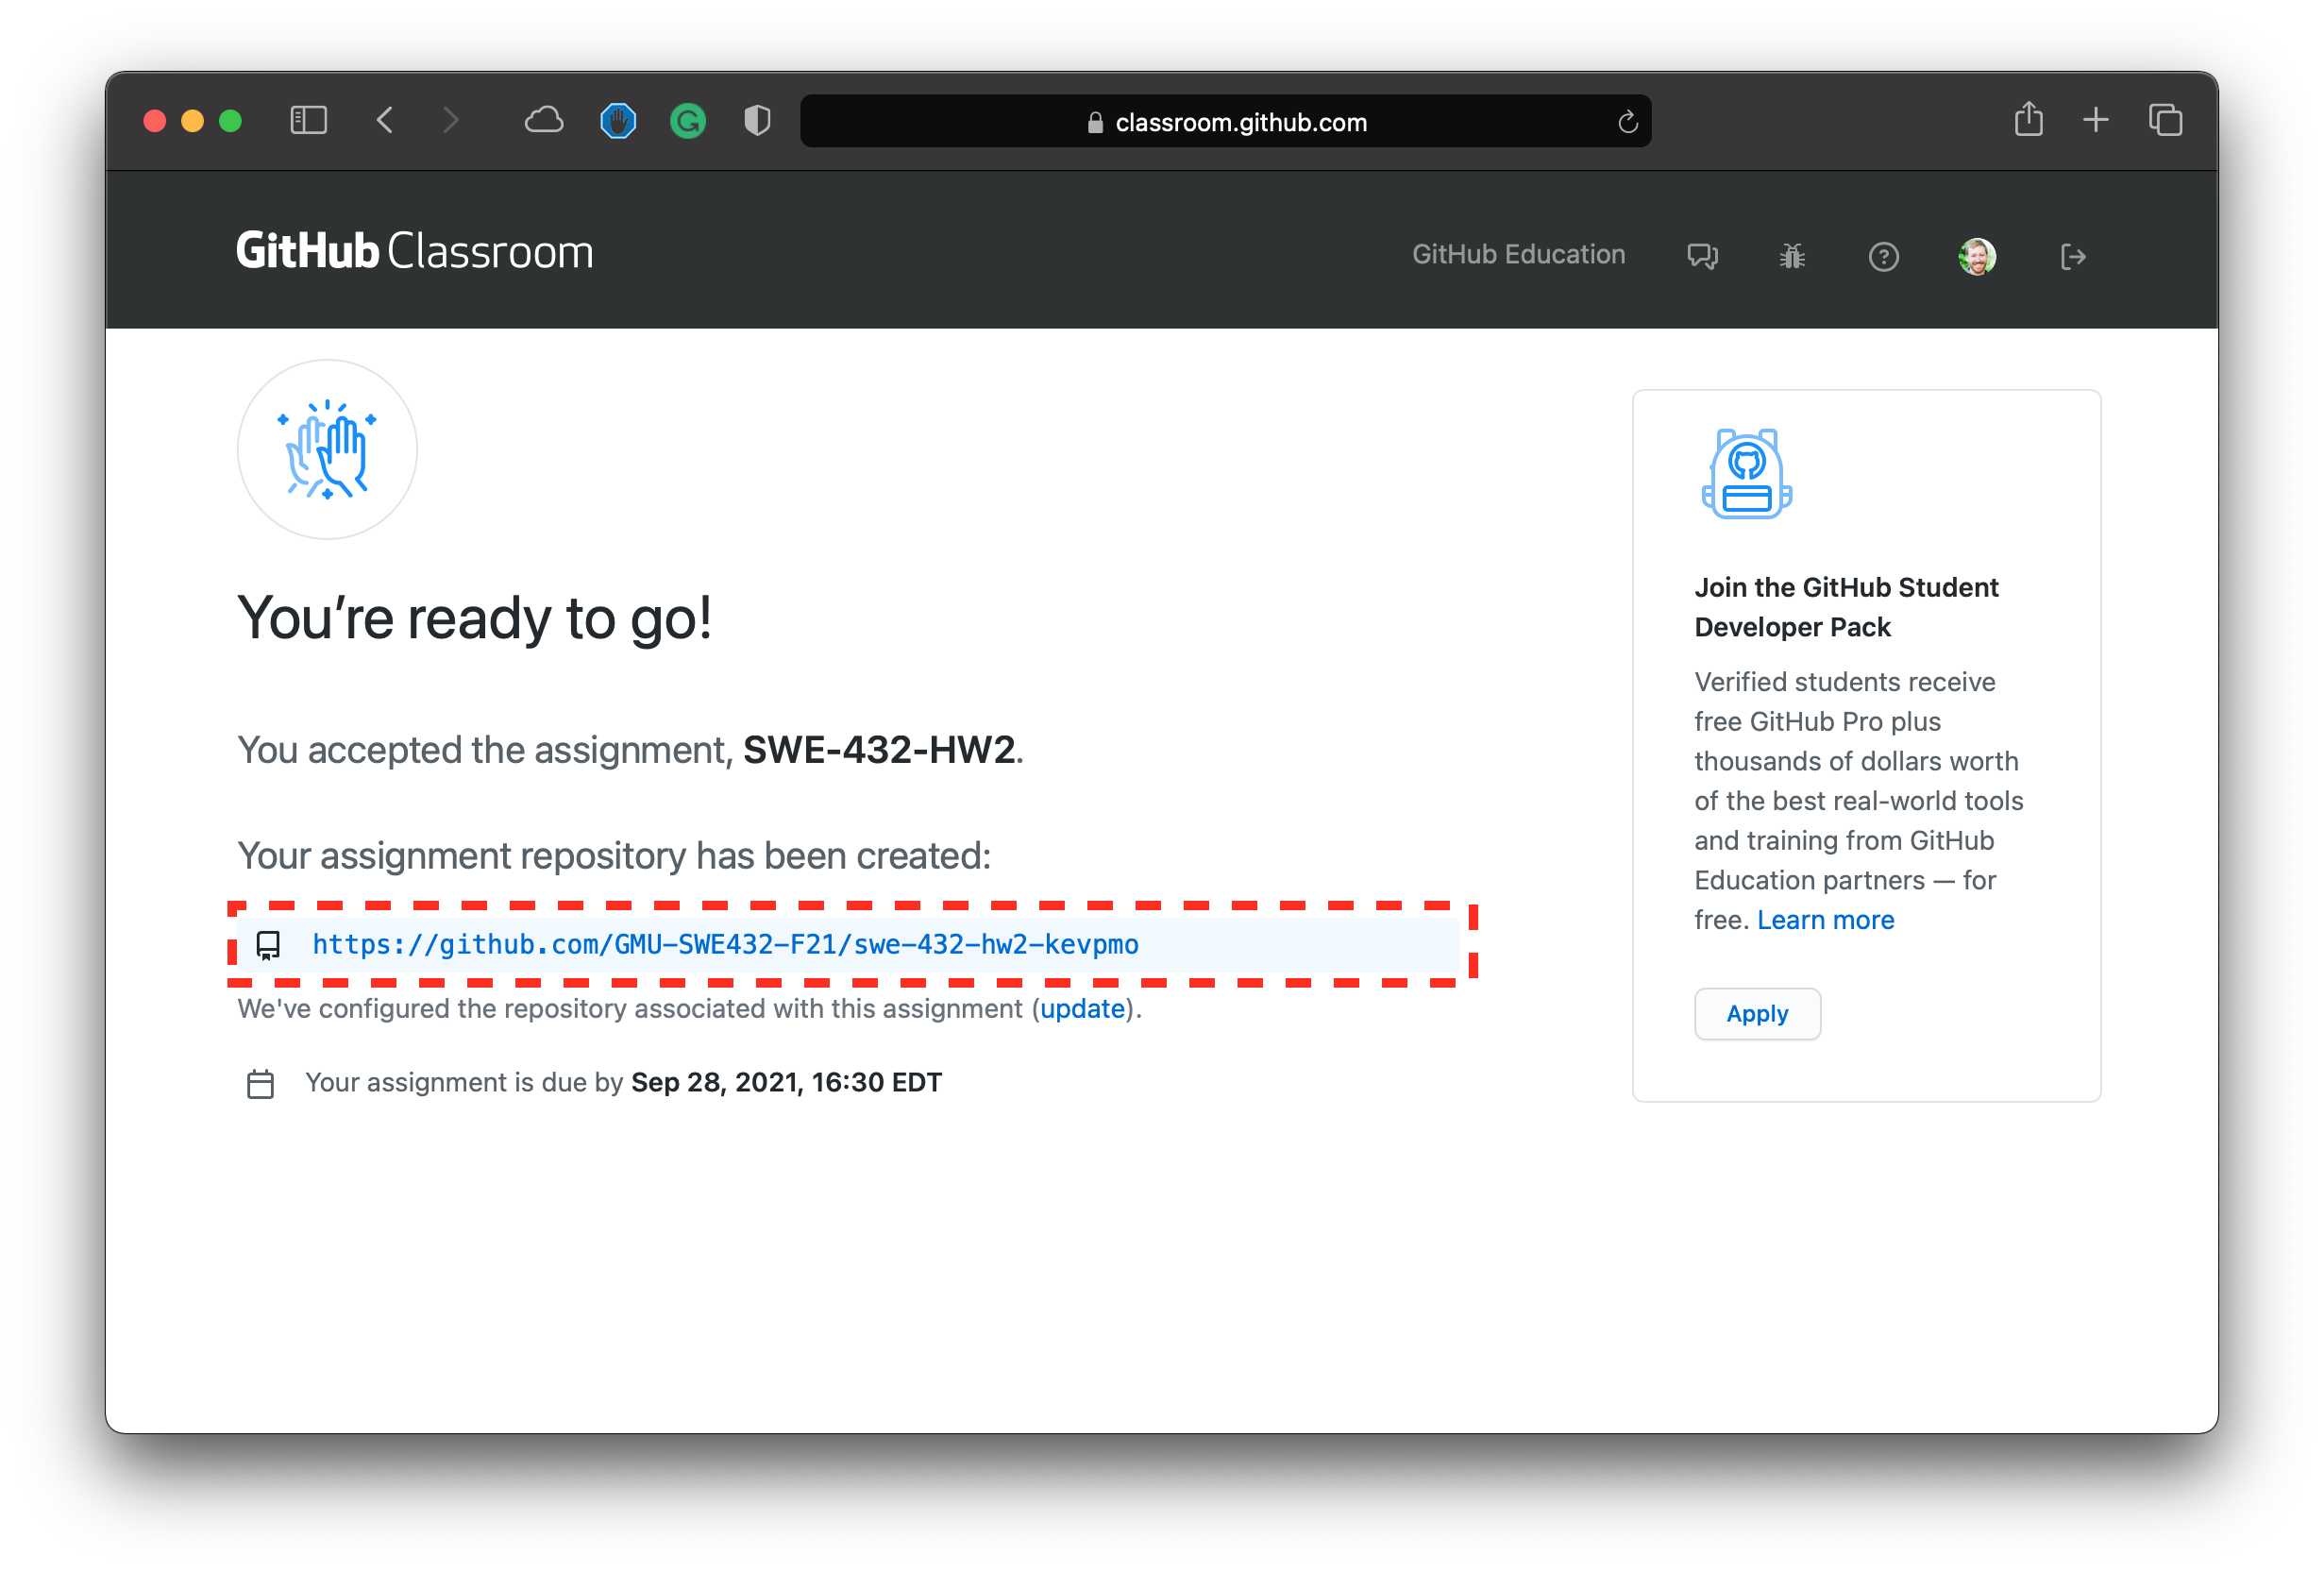 classroom.github.com
GitHub Classroom
GitHub Education
You're ready to go!
You accepted the assignment, SWE-432-HW2.
Your assignment repository has been created:
https://github.com/GMU-SWE432-F21/swe-432-hw2-kevpmo
We've configured the repository associated with this assignment (update).
Your assignment is due by Sep 28, 2021, 16:30 EDT
Join the GitHub Student
Developer Pack
Verified students receive
free GitHub Pro plus
thousands of dollars worth
of the best real-world tools
and training from GitHub
Education partners — for
free. Learn more
Apply